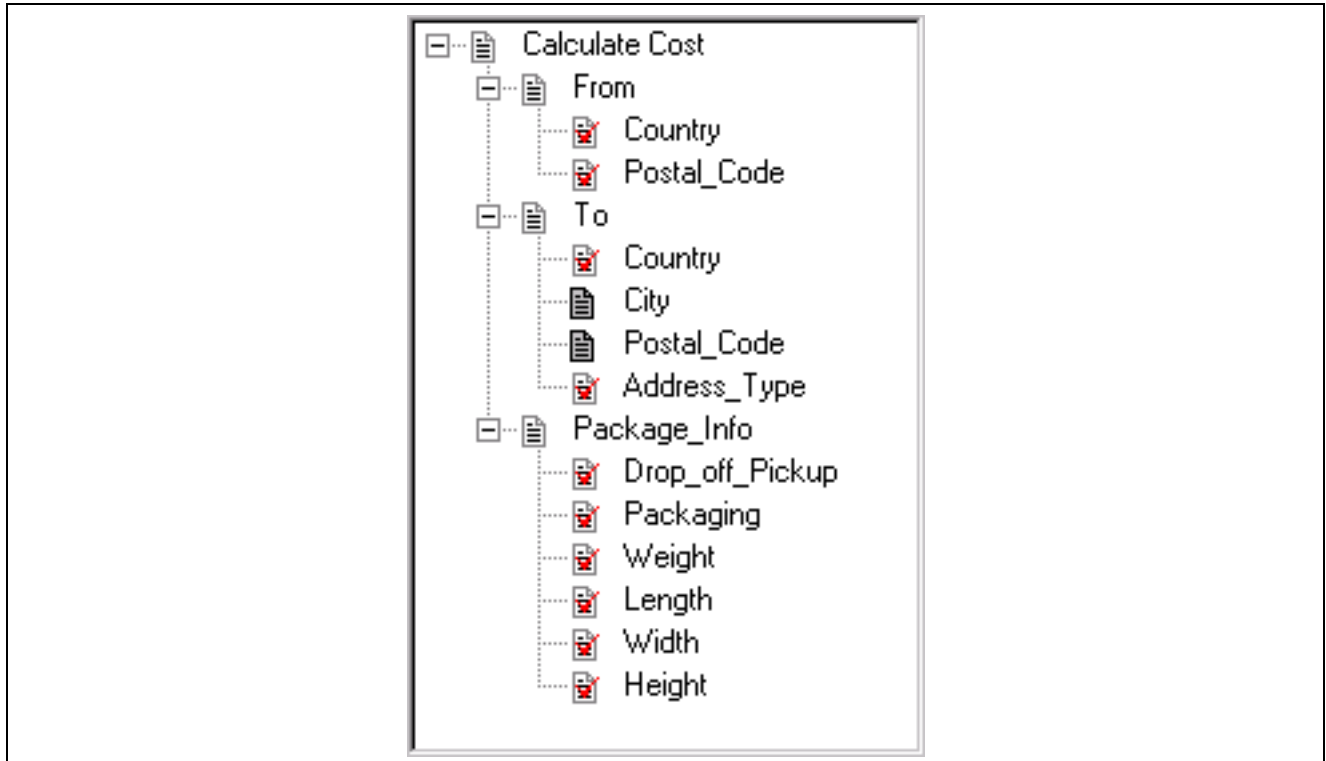 Calculate Cost
From
Country
Postal_Code
To
Country
City
Postal_Code
Address_Type
Package_Info
Drop_off_Pickup
Packaging
Weight
Length
Width
Height